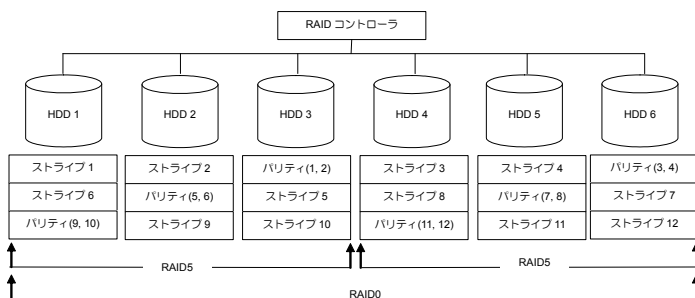 RAID コントローラ
HDD 1 HDD 2 HDD 3 HDD 4 HDD 5 HDD 6
ストライプ 1 ストライプ 2 パリティ(1, 2) ストライプ 3 ストライプ 4 パリティ(3, 4)
ストライプ 6 パリティ(5, 6) ストライプ 5 ストライプ 8 パリティ(7, 8) ストライプ 7
パリティ(9, 10) ストライプ 9 ストライプ 10 パリティ(11, 12) ストライプ 11 ストライプ 12
RAID5 RAID5
RAID0